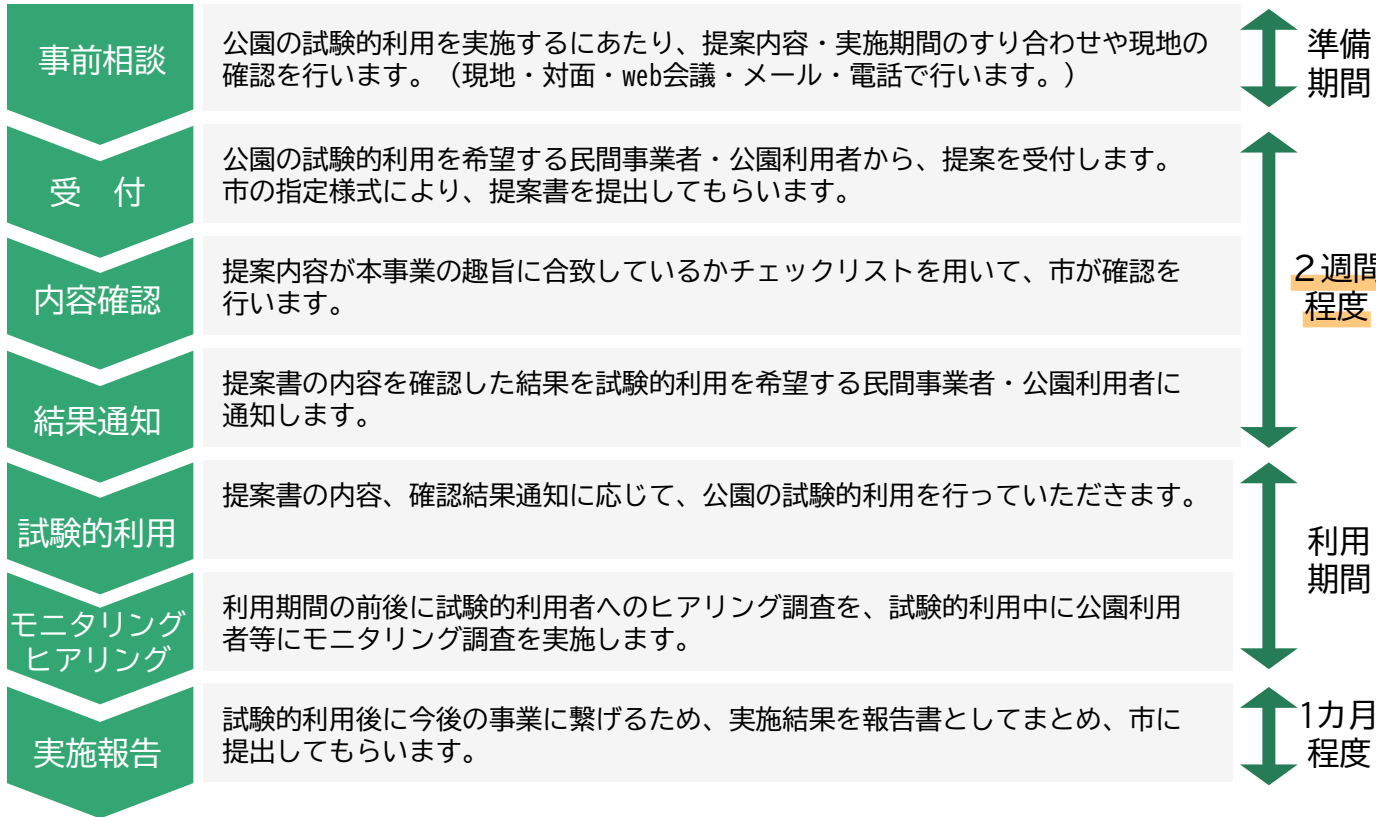 事前相談
公園の試験的利用を実施するにあたり、提案内容・実施期間のすり合わせや現地の
確認を行います。（現地・対面・web会議・メール・電話で行います。）
準備
期間
受　付
公園の試験的利用を希望する民間事業者・公園利用者から、提案を受付します。
市の指定様式により、提案書を提出してもらいます。
内容確認
提案内容が本事業の趣旨に合致しているかチェックリストを用いて、市が確認を
行います。
２週間
程度
結果通知
提案書の内容を確認した結果を試験的利用を希望する民間事業者・公園利用者に
通知します。
試験的利用
提案書の内容、確認結果通知に応じて、公園の試験的利用を行っていただきます。
利用
期間
モニタリング
ヒアリング
利用期間の前後に試験的利用者へのヒアリング調査を、試験的利用中に公園利用
者等にモニタリング調査を実施します。
実施報告
試験的利用後に今後の事業に繋げるため、実施結果を報告書としてまとめ、市に
提出してもらいます。
1カ月
程度